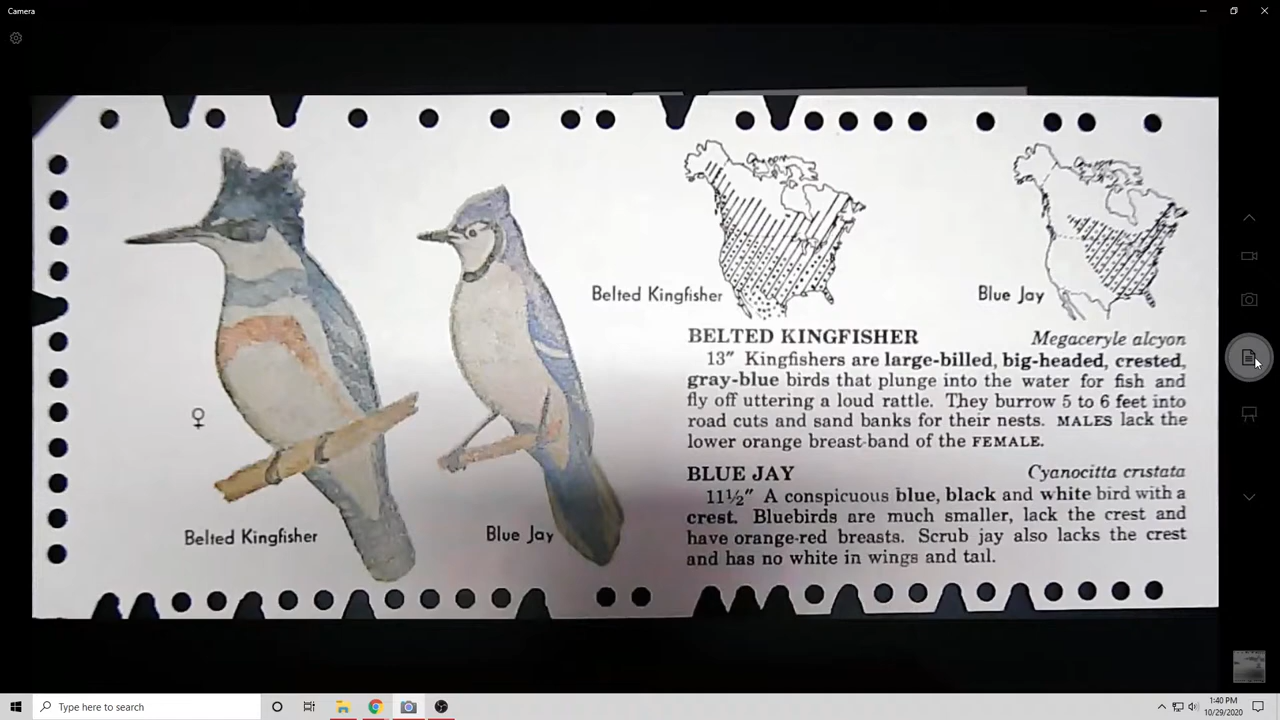 Camera
Belted Kingfisher
Blue Jay
BELTED KINGFISHER Megaceryle alcyon
13″ Kingfishers are large-billed, big-headed, crested,
gray-blue birds that plunge into the water for fish and
fly off uttering a loud rattle. They burrow 5 to 6 feet into
road cuts and sand banks for their nests. MALES lack the
lower orange breast-band of the FEMALE.
BLUE JAY Cyanocitta cristata
11½″ A conspicuous blue, black and white bird with a
crest. Bluebirds are much smaller, lack the crest and
have orange-red breasts. Scrub jay also lacks the crest
and has no white in wings and tail.
♀
Belted Kingfisher
Blue Jay
Type here to search
1:40 PM
10/29/2020